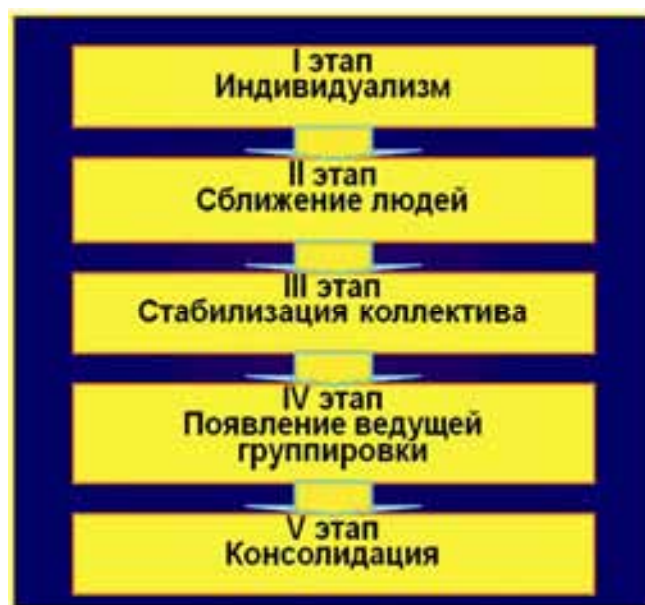 I этап
Индивидуализм
II этап
Сближение людей
III этап
Стабилизация коллектива
IV этап
Появление ведущей
группировки
V этап
Консолидация